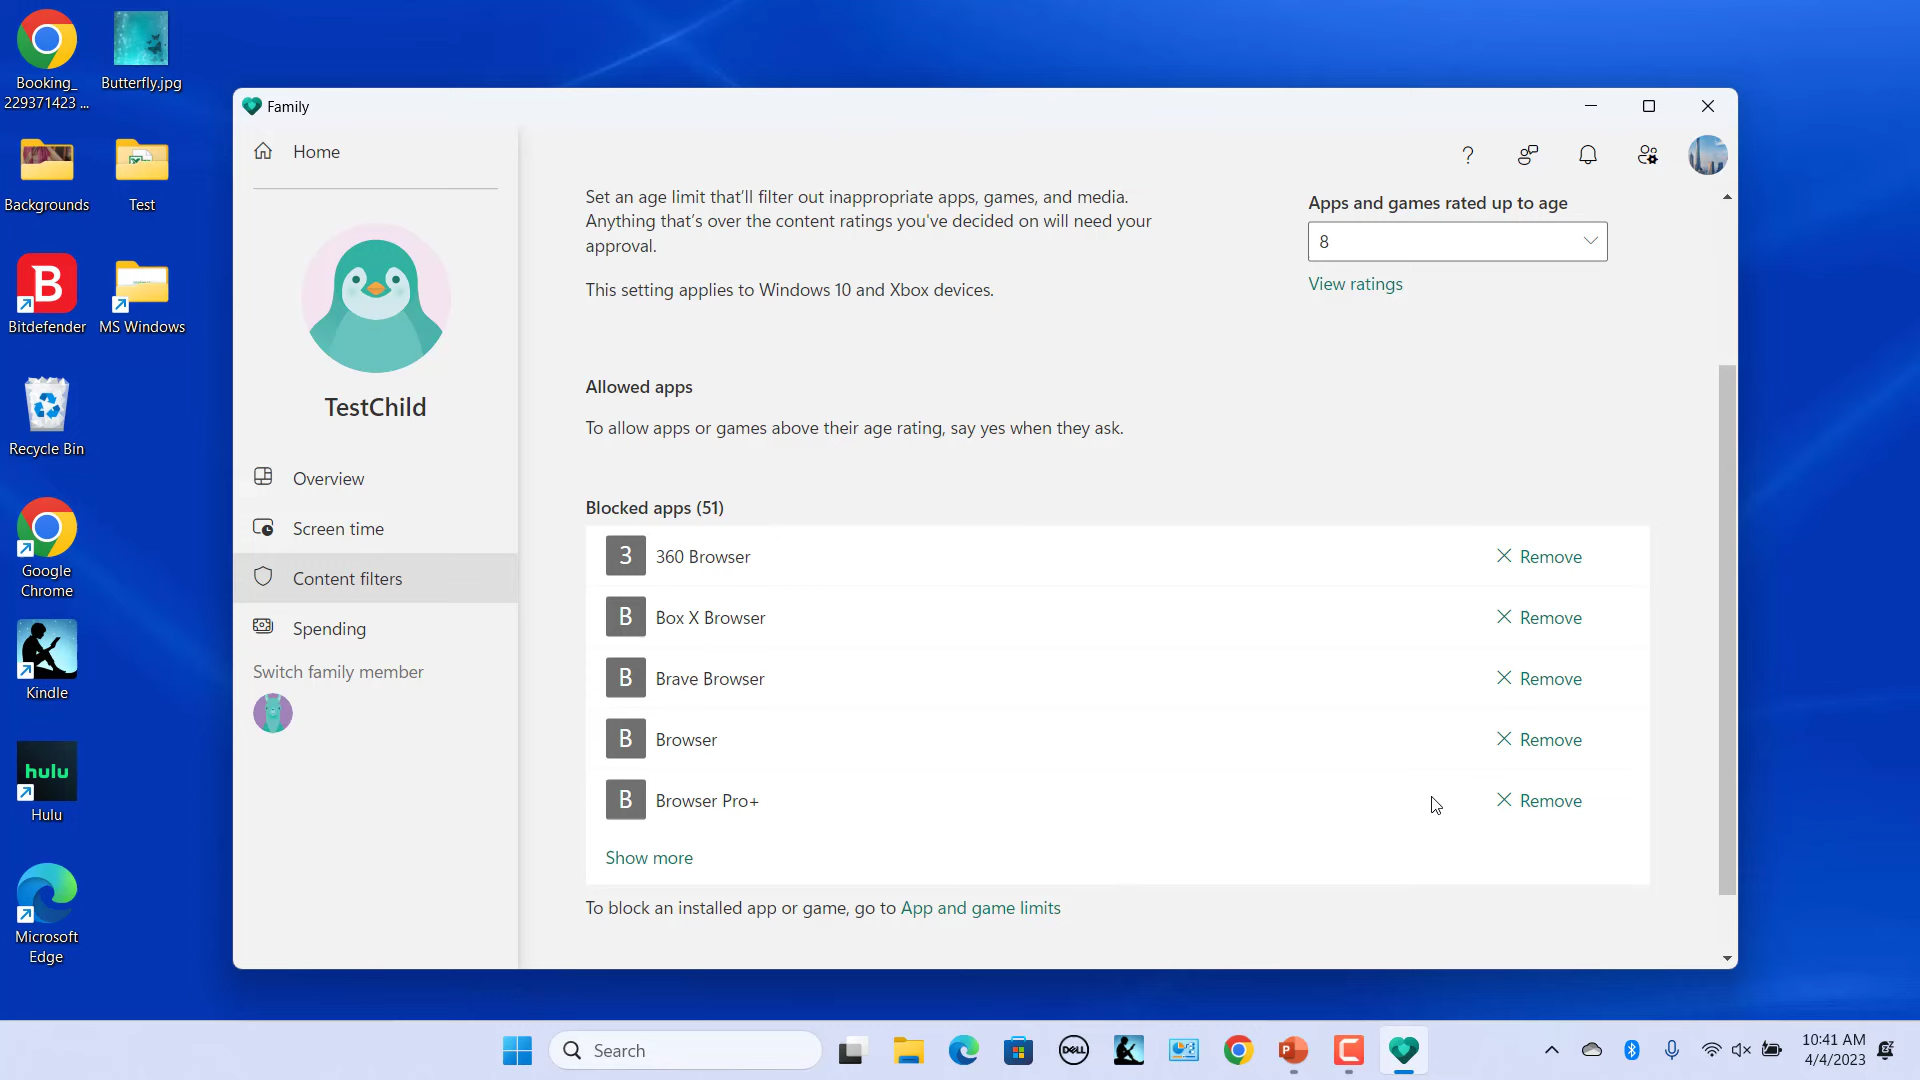 Booking_
229371423 ...
Butterfly.jpg
Backgrounds
Test
B
Bitdefender
MS Windows
Recycle Bin
Google
Chrome
Kindle
hulu
Hulu
Microsoft
Edge
Family
Home
TestChild
Overview
Screen time
Content filters
Spending
Switch family member
?
Set an age limit that'll filter out inappropriate apps, games, and media.
Anything that's over the content ratings you've decided on will need your
approval.
This setting applies to Windows 10 and Xbox devices.
Apps and games rated up to age
8
View ratings
Allowed apps
To allow apps or games above their age rating, say yes when they ask.
Blocked apps (51)
3 360 Browser Remove
B Box X Browser Remove
B Brave Browser Remove
B Browser Remove
B Browser Pro+ Remove
Show more
To block an installed app or game, go to App and game limits
Search
DELL
P
C
10:41 AM
4/4/2023